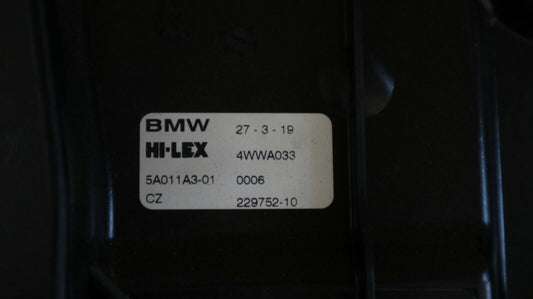 BMW 27 - 3 - 19
HI-LEX 4WWA033
5A011A3-01 0006
CZ 229752-10